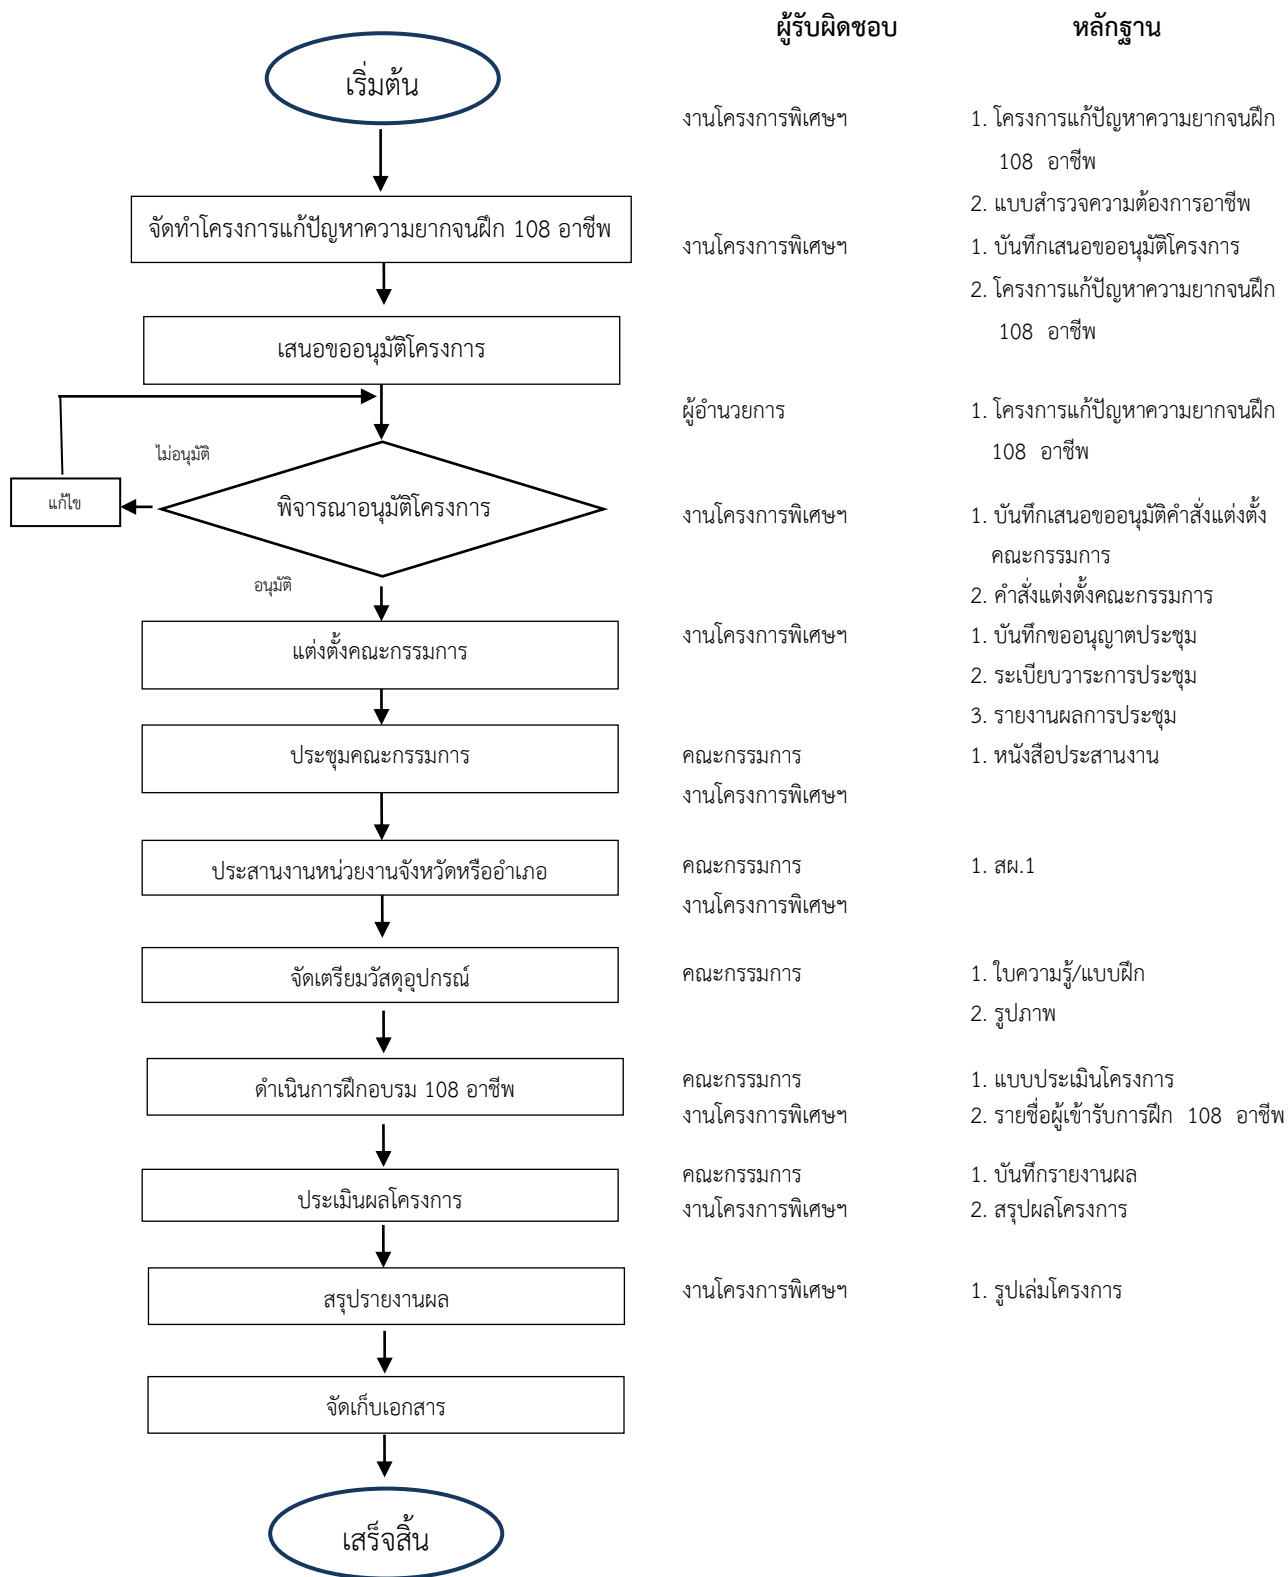 ผู้รับผิดชอบ หลักฐาน
เริ่มต้น
งานโครงการพิเศษฯ 1. โครงการแก้ปัญหาความยากจนฝึก
108 อาชีพ
2. แบบสำรวจความต้องการอาชีพ
จัดทำโครงการแก้ปัญหาความยากจนฝึก 108 อาชีพ
งานโครงการพิเศษฯ 1. บันทึกเสนอขออนุมัติโครงการ
2. โครงการแก้ปัญหาความยากจนฝึก
108 อาชีพ
เสนอขออนุมัติโครงการ
ผู้อำนวยการ 1. โครงการแก้ปัญหาความยากจนฝึก
108 อาชีพ
ไม่อนุมัติ
แก้ไข
พิจารณาอนุมัติโครงการ
งานโครงการพิเศษฯ 1. บันทึกเสนอขออนุมัติคำสั่งแต่งตั้ง
คณะกรรมการ
อนุมัติ
2. คำสั่งแต่งตั้งคณะกรรมการ
งานโครงการพิเศษฯ 1. บันทึกขออนุญาตประชุม
แต่งตั้งคณะกรรมการ
2. ระเบียบวาระการประชุม
3. รายงานผลการประชุม
ประชุมคณะกรรมการ
คณะกรรมการ 1. หนังสือประสานงาน
งานโครงการพิเศษฯ
ประสานงานหน่วยงานจังหวัดหรืออำเภอ
คณะกรรมการ 1. สผ.1
งานโครงการพิเศษฯ
จัดเตรียมวัสดุอุปกรณ์
คณะกรรมการ 1. ใบความรู้/แบบฝึก
2. รูปภาพ
ดำเนินการฝึกอบรม 108 อาชีพ
คณะกรรมการ 1. แบบประเมินโครงการ
งานโครงการพิเศษฯ 2. รายชื่อผู้เข้ารับการฝึก 108 อาชีพ
คณะกรรมการ 1. บันทึกรายงานผล
ประเมินผลโครงการ
งานโครงการพิเศษฯ 2. สรุปผลโครงการ
สรุปรายงานผล
งานโครงการพิเศษฯ 1. รูปเล่มโครงการ
จัดเก็บเอกสาร
เสร็จสิ้น